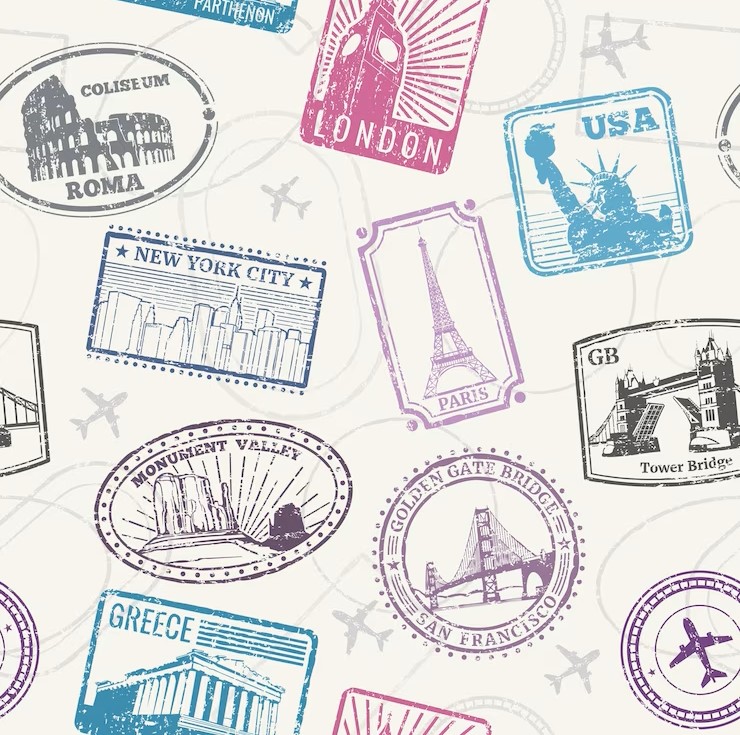 PARTHENON
LONDON
COLISEUM
ROMA
USA
NEW YORK CITY
PARIS
GB
Tower Bridge
MONUMENT VALLEY
GOLDEN GATE BRIDGE
SAN FRANCISCO
GREECE